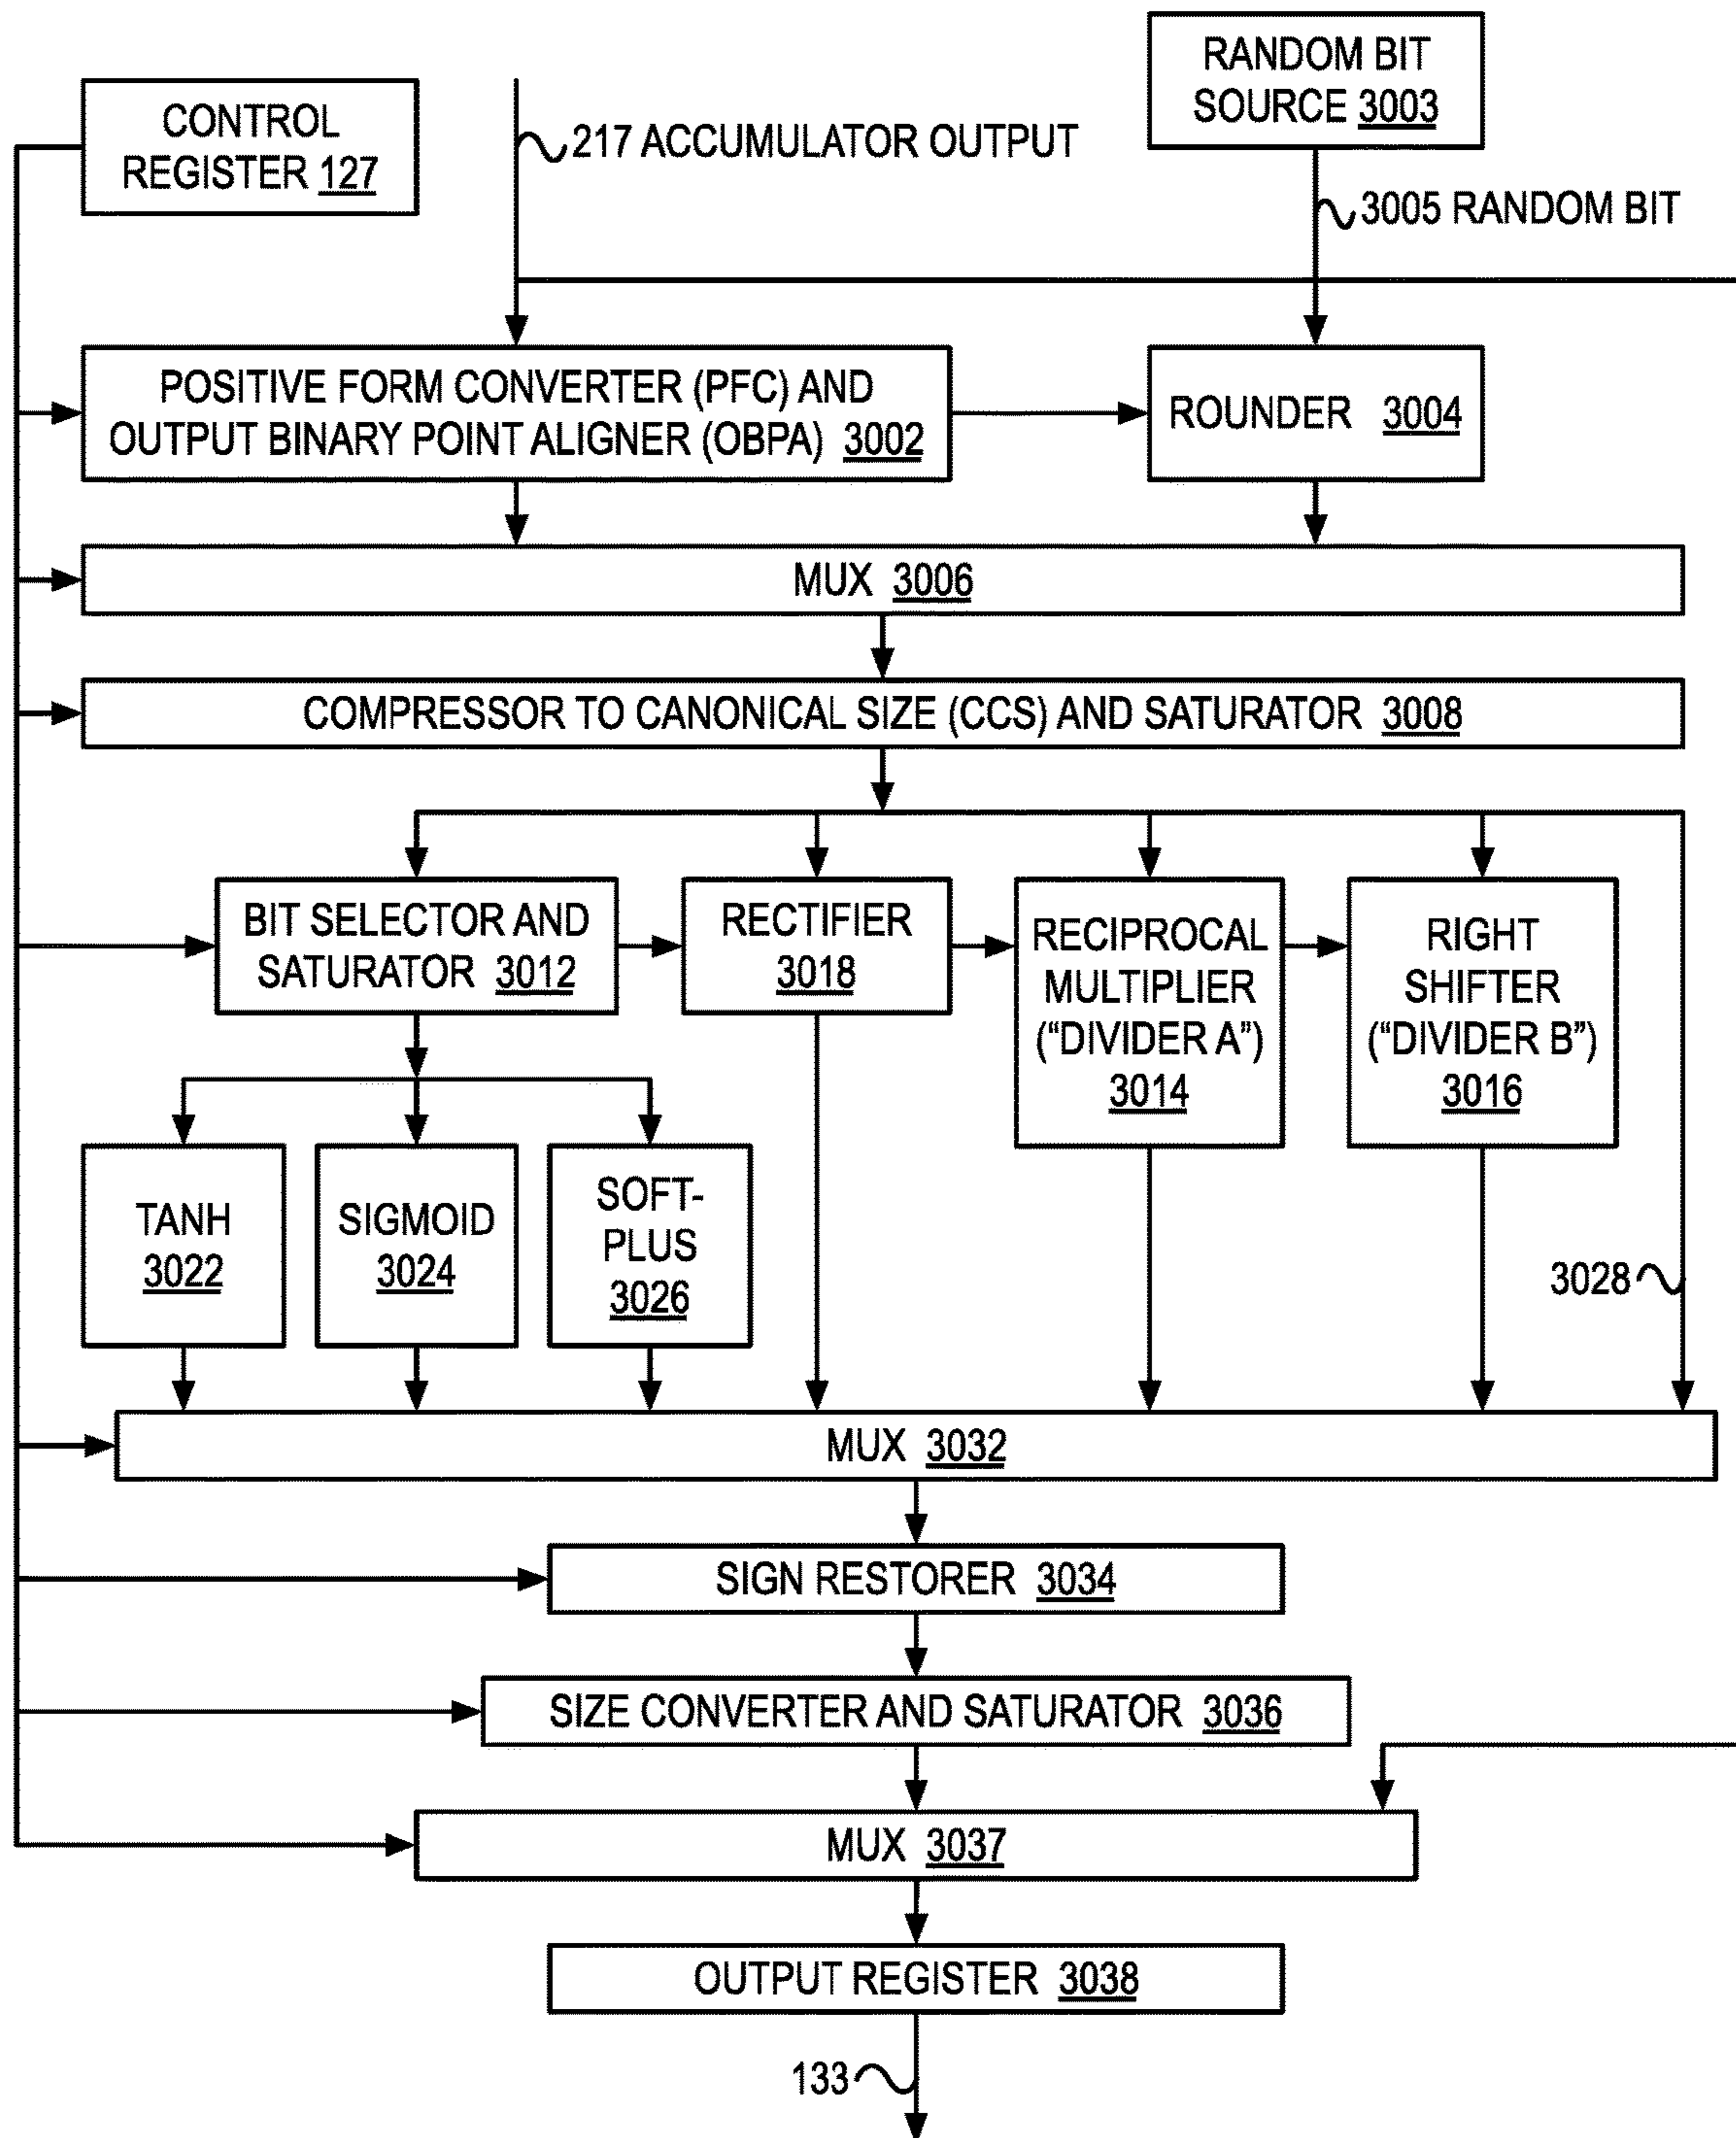 RANDOM BIT
SOURCE 3003
CONTROL
REGISTER 127
217 ACCUMULATOR OUTPUT
3005 RANDOM BIT
POSITIVE FORM CONVERTER (PFC) AND
OUTPUT BINARY POINT ALIGNER (OBPA) 3002
ROUNDER 3004
MUX 3006
COMPRESSOR TO CANONICAL SIZE (CCS) AND SATURATOR 3008
BIT SELECTOR AND
SATURATOR 3012
RECTIFIER
3018
RECIPROCAL
MULTIPLIER
("DIVIDER A")
3014
RIGHT
SHIFTER
("DIVIDER B")
3016
TANH
3022
SIGMOID
3024
SOFT-
PLUS
3026
3028
MUX 3032
SIGN RESTORER 3034
SIZE CONVERTER AND SATURATOR 3036
MUX 3037
OUTPUT REGISTER 3038
133